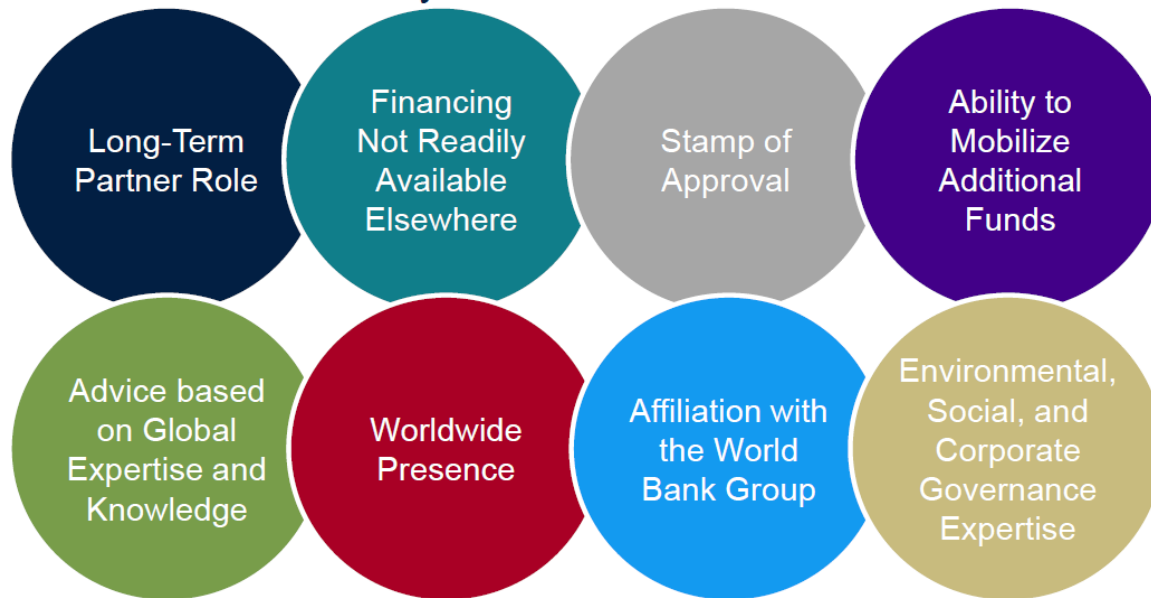 Long-Term
Partner Role
Financing
Not Readily
Available
Elsewhere
Stamp of
Approval
Ability to
Mobilize
Additional
Funds
Advice based
on Global
Expertise and
Knowledge
Worldwide
Presence
Affiliation with
the World
Bank Group
Environmental,
Social, and
Corporate
Governance
Expertise